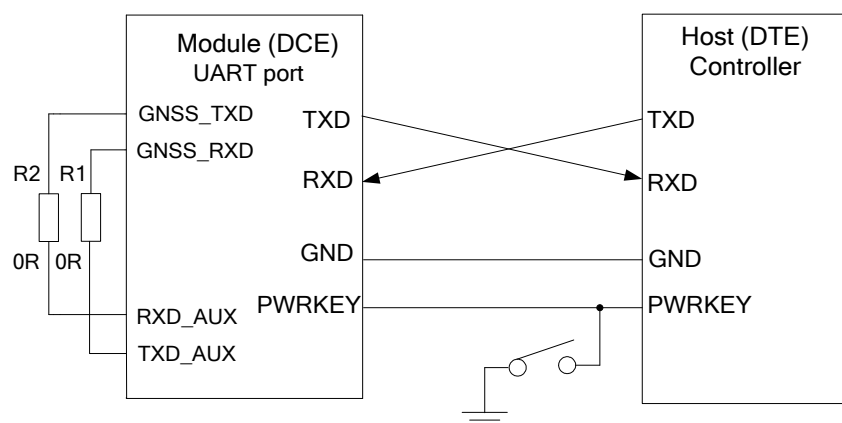 Module (DCE)
UART port
GNSS_TXD
GNSS_RXD
R2
R1
0R
0R
RXD_AUX
TXD_AUX
TXD
RXD
GND
PWRKEY
Host (DTE)
Controller
TXD
RXD
GND
PWRKEY